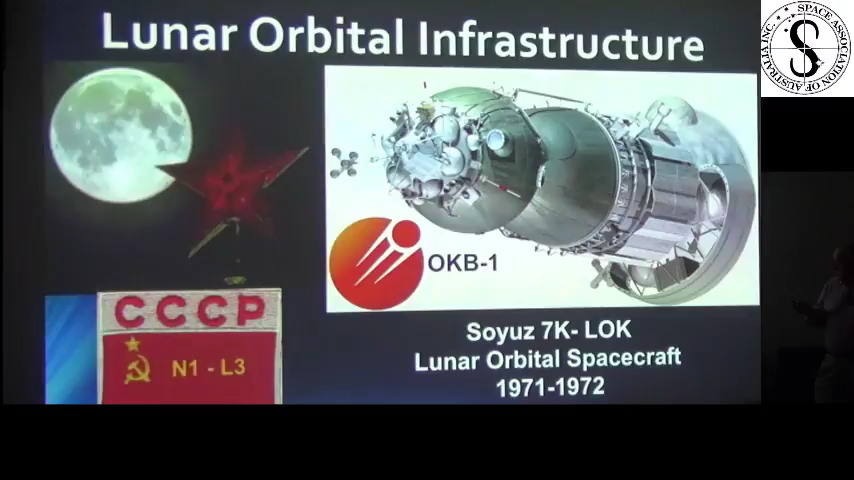 Lunar Orbital Infrastructure
SPACE ASSOCIATION OF AUSTRALIA INC.
S
OKB-1
CCCP
N1 - L3
Soyuz 7K- LOK
Lunar Orbital Spacecraft
1971-1972